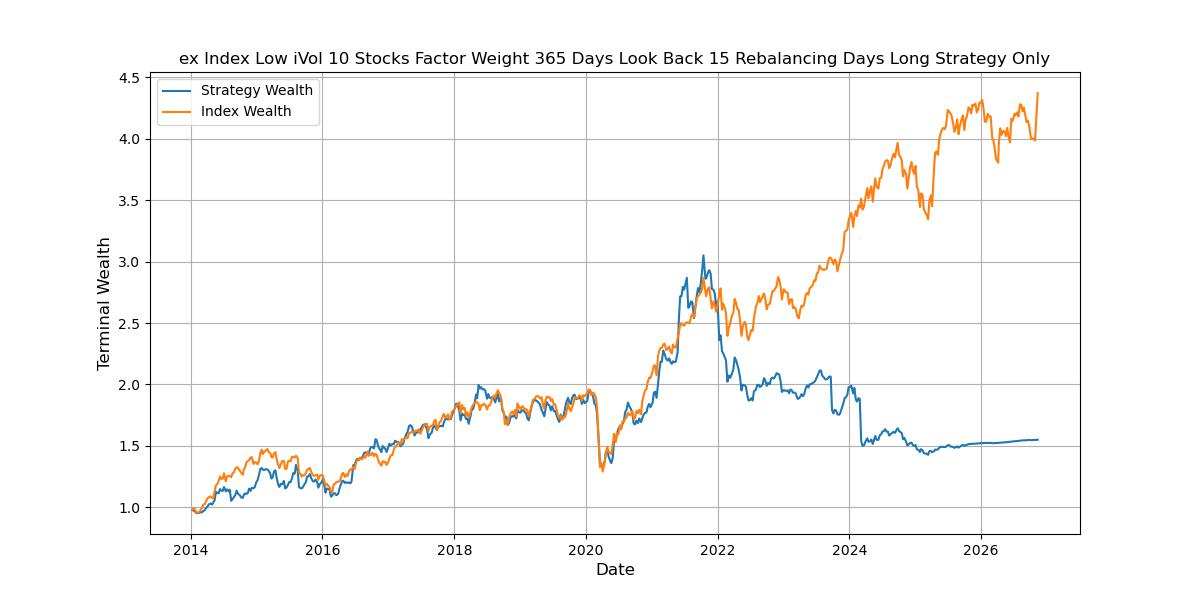 ex Index Low iVol 10 Stocks Factor Weight 365 Days Look Back 15 Rebalancing Days Long Strategy Only
Strategy Wealth
Index Wealth
Terminal Wealth
4.5
4.0
3.5
3.0
2.5
2.0
1.5
1.0
2014 2016 2018 2020 2022 2024 2026
Date